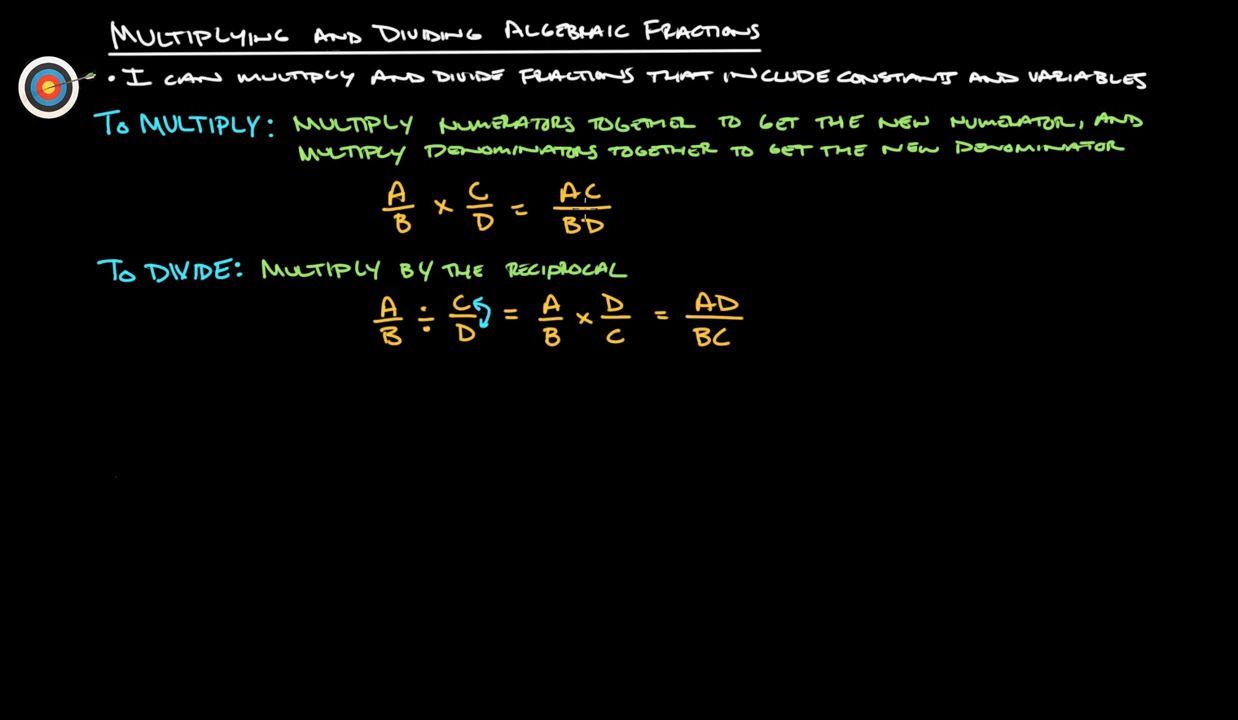 MULTIPLYING AND DIVIDING ALGEBRAIC FRACTIONS
• I CAN MULTIPLY AND DIVIDE FRACTIONS THAT INCLUDE CONSTANTS AND VARIABLES
TO MULTIPLY: MULTIPLY NUMERATORS TOGETHER TO GET THE NEW NUMERATOR, AND
MULTIPLY DENOMINATORS TOGETHER TO GET THE NEW DENOMINATOR
A/B × C/D = AC/BD
TO DIVIDE: MULTIPLY BY THE RECIPROCAL
A/B ÷ C/D = A/B × D/C = AD/BC